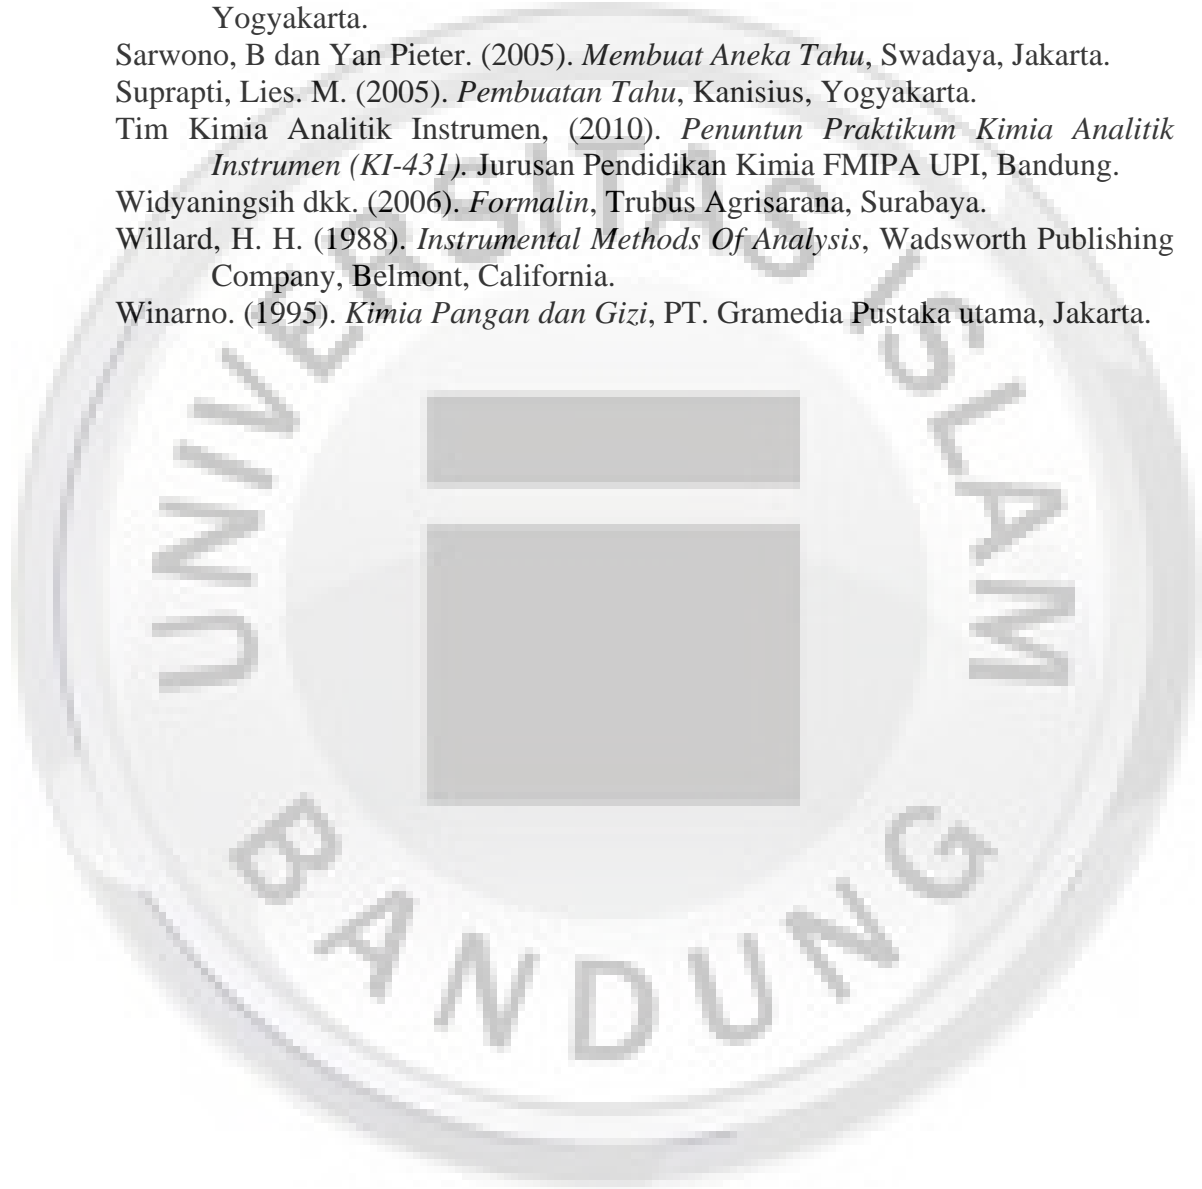 Yogyakarta.
Sarwono, B dan Yan Pieter. (2005). Membuat Aneka Tahu, Swadaya, Jakarta.
Suprapti, Lies. M. (2005). Pembuatan Tahu, Kanisius, Yogyakarta.
Tim Kimia Analitik Instrumen, (2010). Penuntun Praktikum Kimia Analitik
Instrumen (KI-431). Jurusan Pendidikan Kimia FMIPA UPI, Bandung.
Widyaningsih dkk. (2006). Formalin, Trubus Agrisarana, Surabaya.
Willard, H. H. (1988). Instrumental Methods Of Analysis, Wadsworth Publishing
Company, Belmont, California.
Winarno. (1995). Kimia Pangan dan Gizi, PT. Gramedia Pustaka utama, Jakarta.
UNIVERSITAS ISLAM
BANDUNG